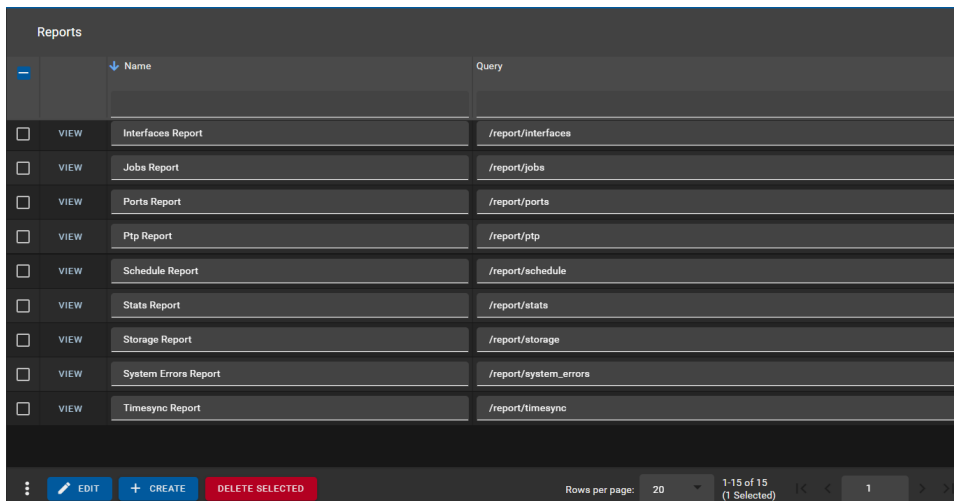 Reports
Name Query
VIEW Interfaces Report /report/interfaces
VIEW Jobs Report /report/jobs
VIEW Ports Report /report/ports
VIEW Ptp Report /report/ptp
VIEW Schedule Report /report/schedule
VIEW Stats Report /report/stats
VIEW Storage Report /report/storage
VIEW System Errors Report /report/system_errors
VIEW Timesync Report /report/timesync
EDIT + CREATE DELETE SELECTED Rows per page: 20 1-15 of 15 1
(1 Selected)